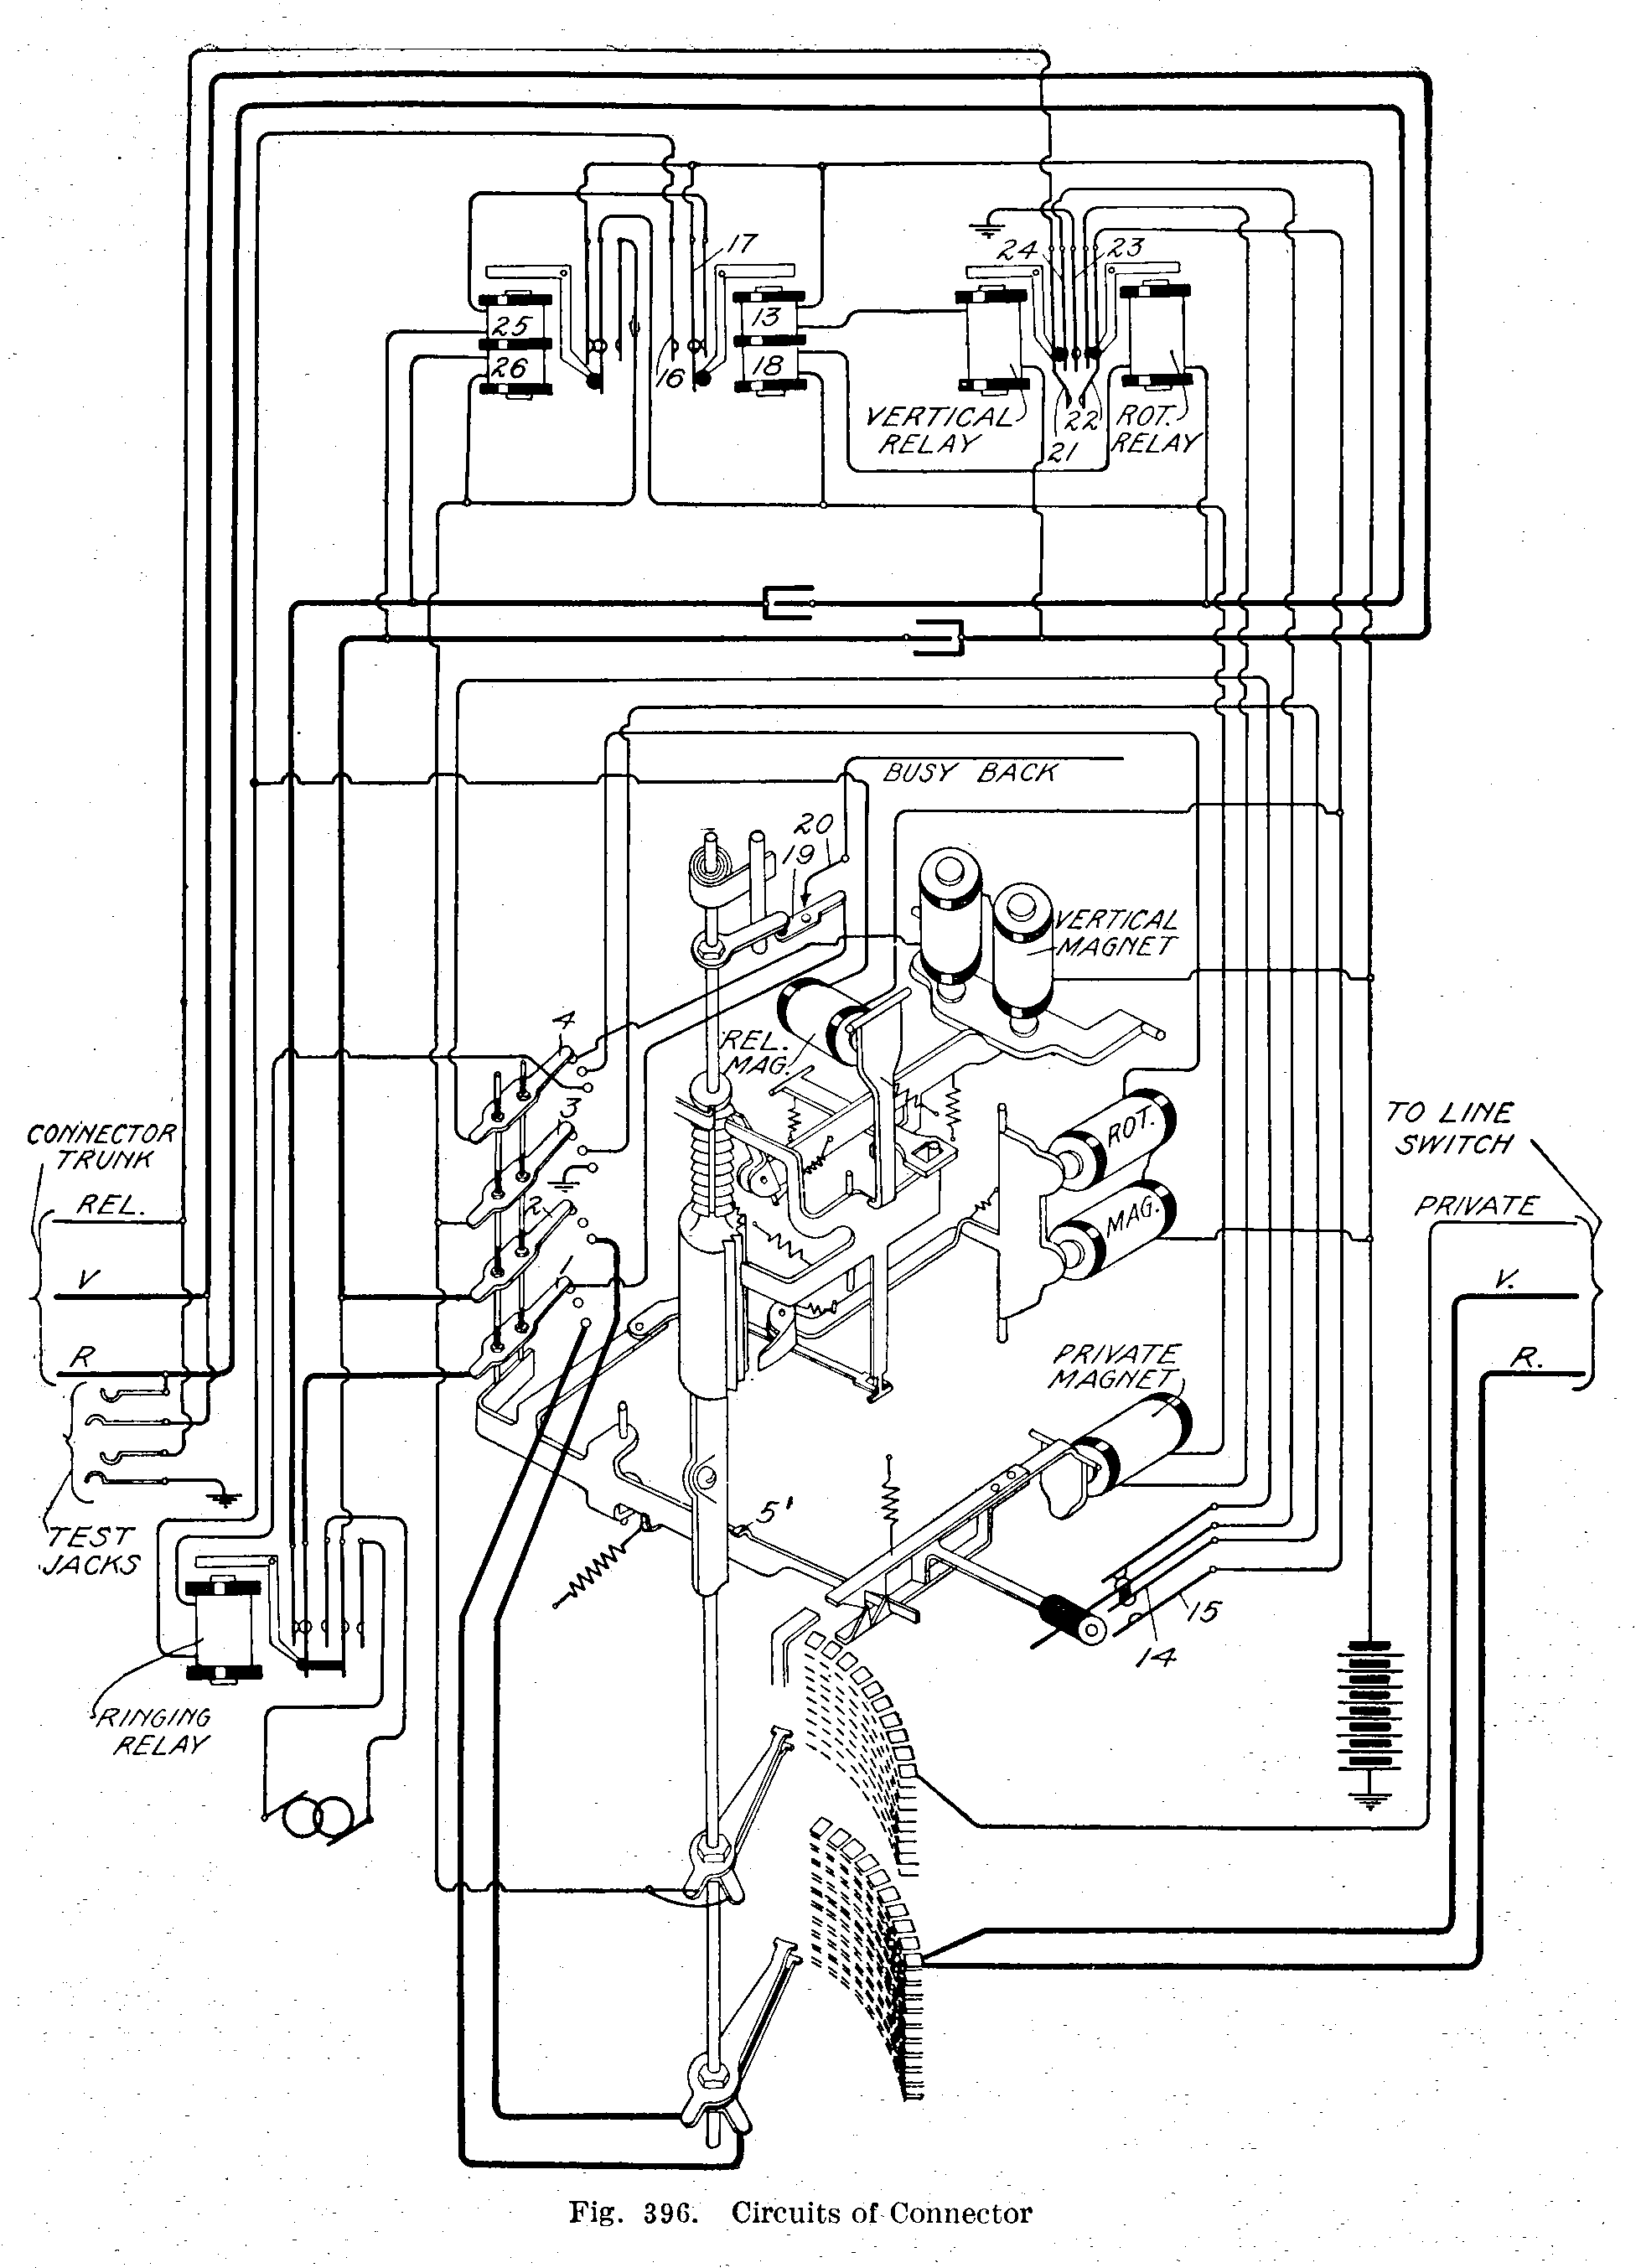 17
24
23
25
26
13
18
16
VERTICAL
RELAY
21
22
ROT.
RELAY
BUSY BACK
20
19
VERTICAL
MAGNET
REL.
MAG.
4
3
2
1
ROT.
MAG.
CONNECTOR
TRUNK
REL.
V
R
TEST
JACKS
TO LINE
SWITCH
PRIVATE
V.
R.
PRIVATE
MAGNET
5'
15
14
RINGING
RELAY
Fig. 396. Circuits of Connector